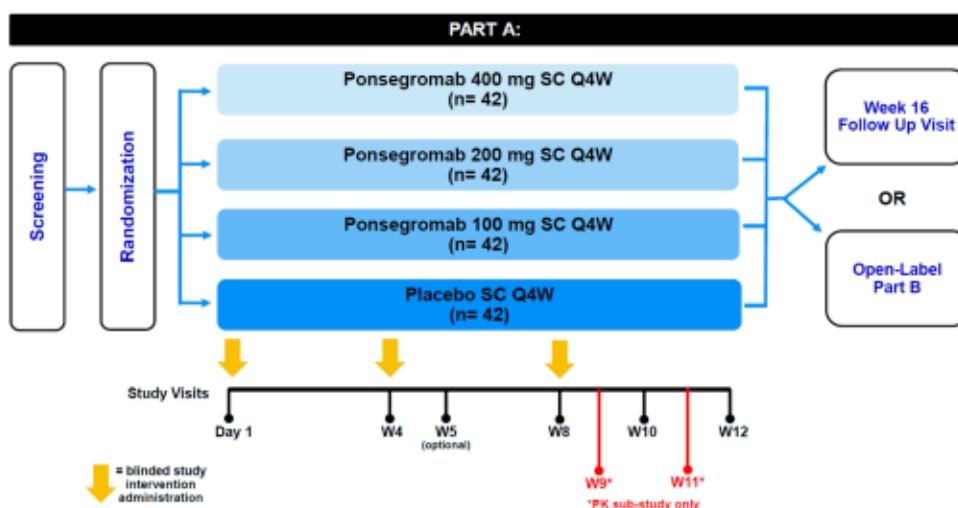 PART A:
Screening
Randomization
Ponsegromab 400 mg SC Q4W
(n= 42)
Ponsegromab 200 mg SC Q4W
(n= 42)
Ponsegromab 100 mg SC Q4W
(n= 42)
Placebo SC Q4W
(n= 42)
Week 16
Follow Up Visit
OR
Open-Label
Part B
Study Visits
Day 1
W4
W5
(optional)
W8
W10
W12
W9*
W11*
*PK sub-study only
= blinded study
intervention
administration